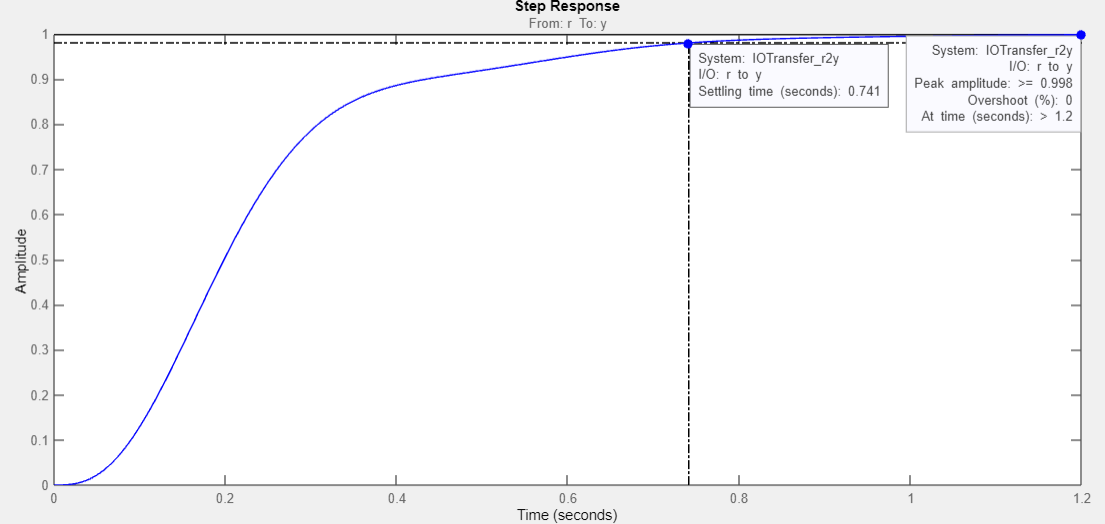 Step Response
From: r To: y
Amplitude
1
0.9
0.8
0.7
0.6
0.5
0.4
0.3
0.2
0.1
0
System: IOTransfer_r2y
I/O: r to y
Settling time (seconds): 0.741
System: IOTransfer_r2y
I/O: r to y
Peak amplitude: >= 0.998
Overshoot (%): 0
At time (seconds): > 1.2
0
0.2
0.4
0.6
0.8
1
1.2
Time (seconds)